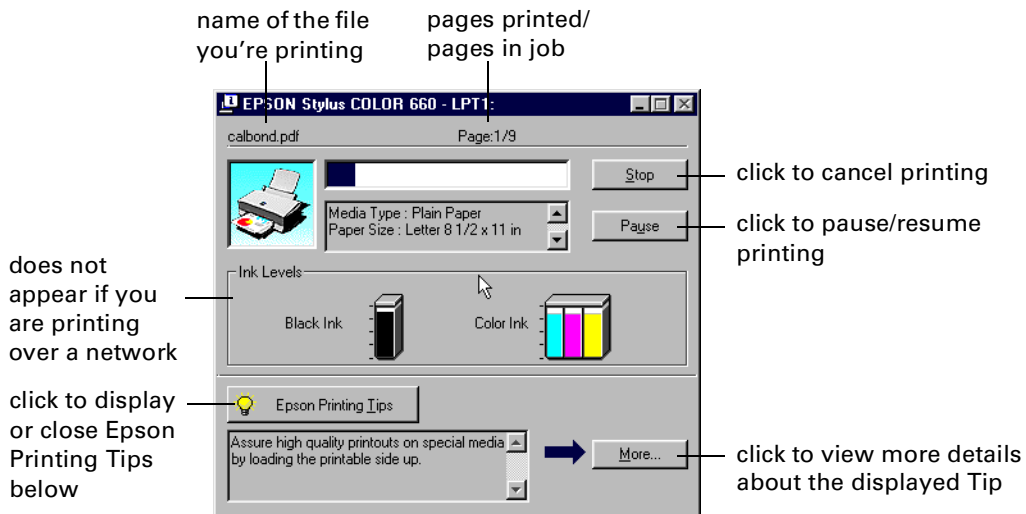 name of the file
you're printing
pages printed/
pages in job
EPSON Stylus COLOR 660 - LPT1:
calbond.pdf
Page:1/9
Stop
click to cancel printing
Media Type : Plain Paper
Paper Size : Letter 8 1/2 x 11 in
Pause
click to pause/resume
printing
does not
appear if you
are printing
over a network
Ink Levels
Black Ink
Color Ink
click to display
or close Epson
Printing Tips
below
Epson Printing Tips
Assure high quality printouts on special media
by loading the printable side up.
More...
click to view more details
about the displayed Tip